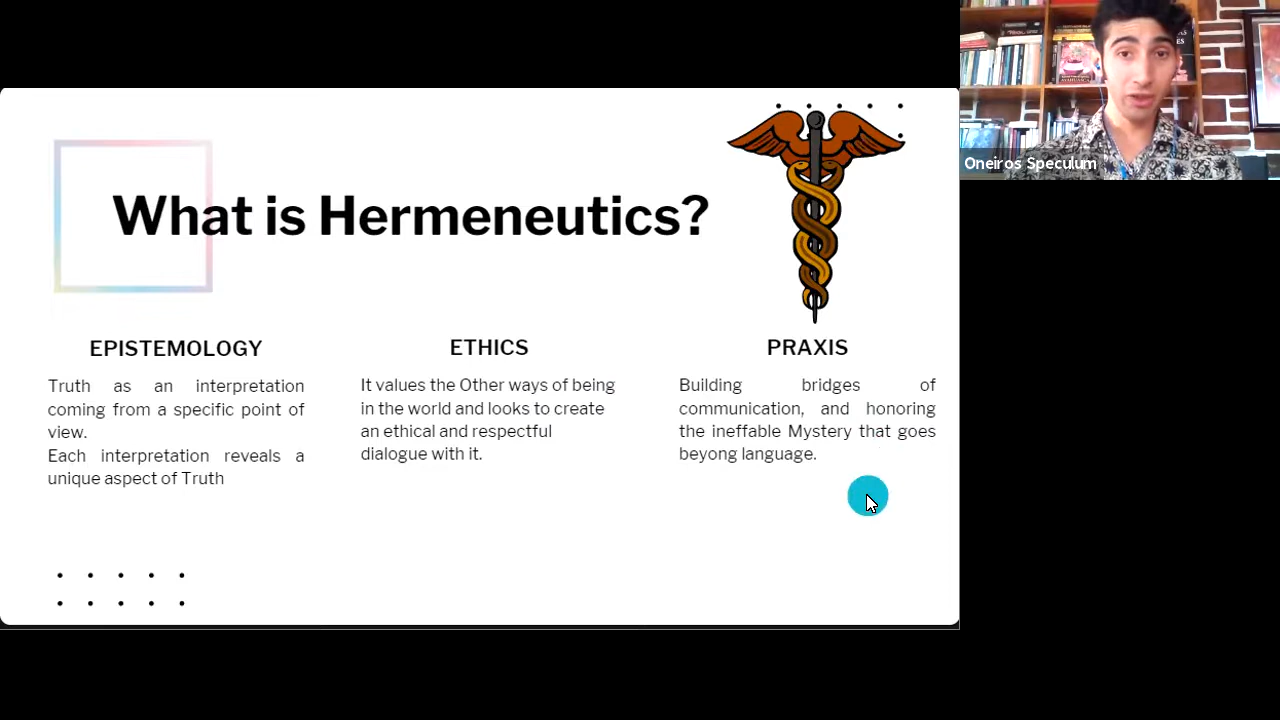 What is Hermeneutics?
EPISTEMOLOGY
Truth as an interpretation
coming from a specific point of
view.
Each interpretation reveals a
unique aspect of Truth
ETHICS
It values the Other ways of being
in the world and looks to create
an ethical and respectful
dialogue with it.
PRAXIS
Building bridges of
communication, and honoring
the ineffable Mystery that goes
beyong language.
Oneiros Speculum